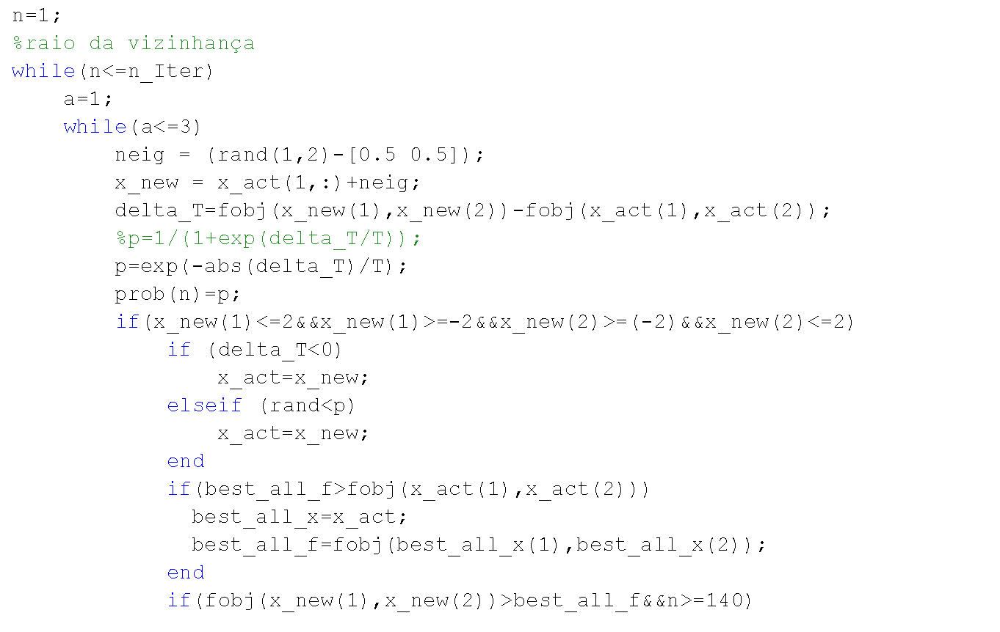 n=1;
%raio da vizinhança
while(n<=n_Iter)
    a=1;
    while(a<=3)
        neig = (rand(1,2)-[0.5 0.5]);
        x_new = x_act(1,:)+neig;
        delta_T=fobj(x_new(1),x_new(2))-fobj(x_act(1),x_act(2));
        %p=1/(1+exp(delta_T/T));
        p=exp(-abs(delta_T)/T);
        prob(n)=p;
        if(x_new(1)<=2&&x_new(1)>=-2&&x_new(2)>=(-2)&&x_new(2)<=2)
            if (delta_T<0)
                x_act=x_new;
            elseif (rand<p)
                x_act=x_new;
            end
            if(best_all_f>fobj(x_act(1),x_act(2)))
              best_all_x=x_act;
              best_all_f=fobj(best_all_x(1),best_all_x(2));
            end
            if(fobj(x_new(1),x_new(2))>best_all_f&&n>=140)